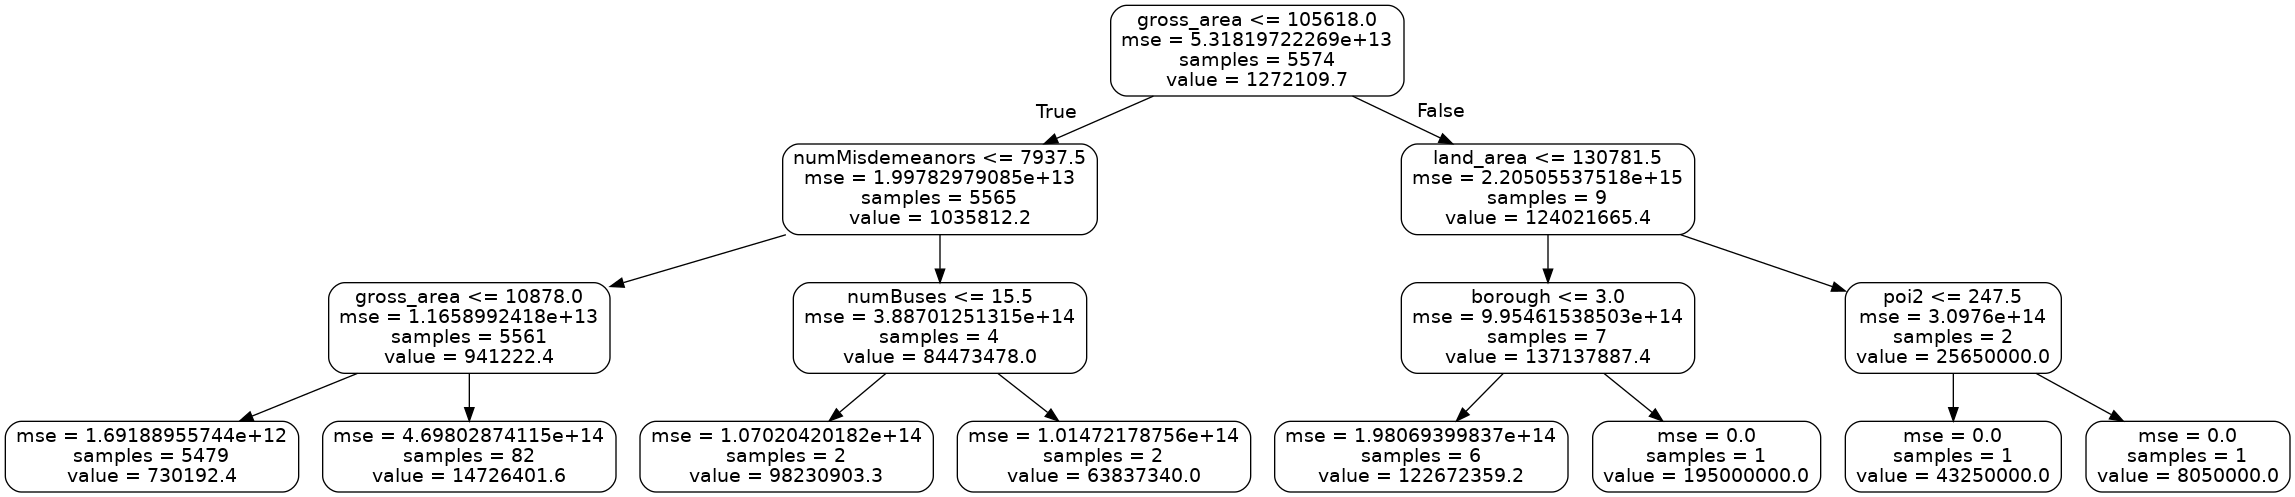 gross_area <= 105618.0
mse = 5.31819722269e+13
samples = 5574
value = 1272109.7
True
False
numMisdemeanors <= 7937.5
mse = 1.99782979085e+13
samples = 5565
value = 1035812.2
land_area <= 130781.5
mse = 2.20505537518e+15
samples = 9
value = 124021665.4
gross_area <= 10878.0
mse = 1.1658992418e+13
samples = 5561
value = 941222.4
numBuses <= 15.5
mse = 3.88701251315e+14
samples = 4
value = 84473478.0
borough <= 3.0
mse = 9.95461538503e+14
samples = 7
value = 137137887.4
poi2 <= 247.5
mse = 3.0976e+14
samples = 2
value = 25650000.0
mse = 1.69188955744e+12
samples = 5479
value = 730192.4
mse = 4.69802874115e+14
samples = 82
value = 14726401.6
mse = 1.07020420182e+14
samples = 2
value = 98230903.3
mse = 1.01472178756e+14
samples = 2
value = 63837340.0
mse = 1.98069399837e+14
samples = 6
value = 122672359.2
mse = 0.0
samples = 1
value = 195000000.0
mse = 0.0
samples = 1
value = 43250000.0
mse = 0.0
samples = 1
value = 8050000.0